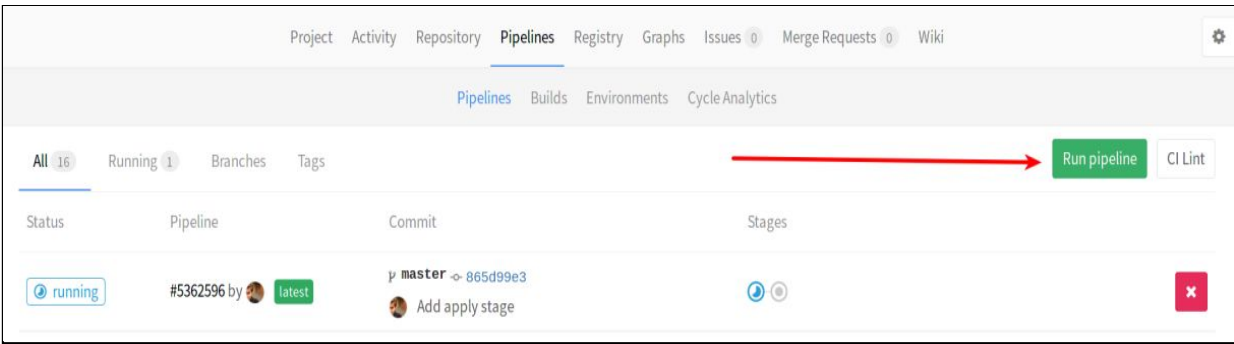 Project Activity Repository Pipelines Registry Graphs Issues 0 Merge Requests 0 Wiki
Pipelines Builds Environments Cycle Analytics
All 16 Running 1 Branches Tags Run pipeline CI Lint
Status Pipeline Commit Stages
running #5362596 by latest master 865d99e3
Add apply stage